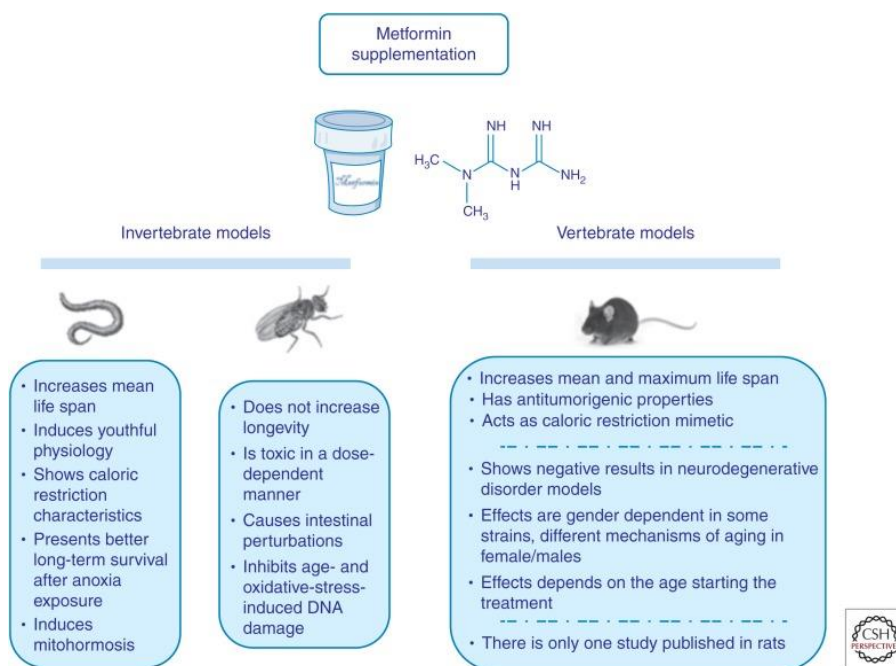 Metformin
supplementation
Metformin
NH
NH
H₃C
N
N
H
NH₂
CH₃
Invertebrate models
Vertebrate models
• Increases mean
life span
• Induces youthful
physiology
• Shows caloric
restriction
characteristics
• Presents better
long-term survival
after anoxia
exposure
• Induces
mitohormosis
• Does not increase
longevity
• Is toxic in a dose-
dependent
manner
• Causes intestinal
perturbations
• Inhibits age- and
oxidative-stress-
induced DNA
damage
• Increases mean and maximum life span
• Has antitumorigenic properties
• Acts as caloric restriction mimetic
• Shows negative results in neurodegenerative
disorder models
• Effects are gender dependent in some
strains, different mechanisms of aging in
female/males
• Effects depends on the age starting the
treatment
• There is only one study published in rats
CSH